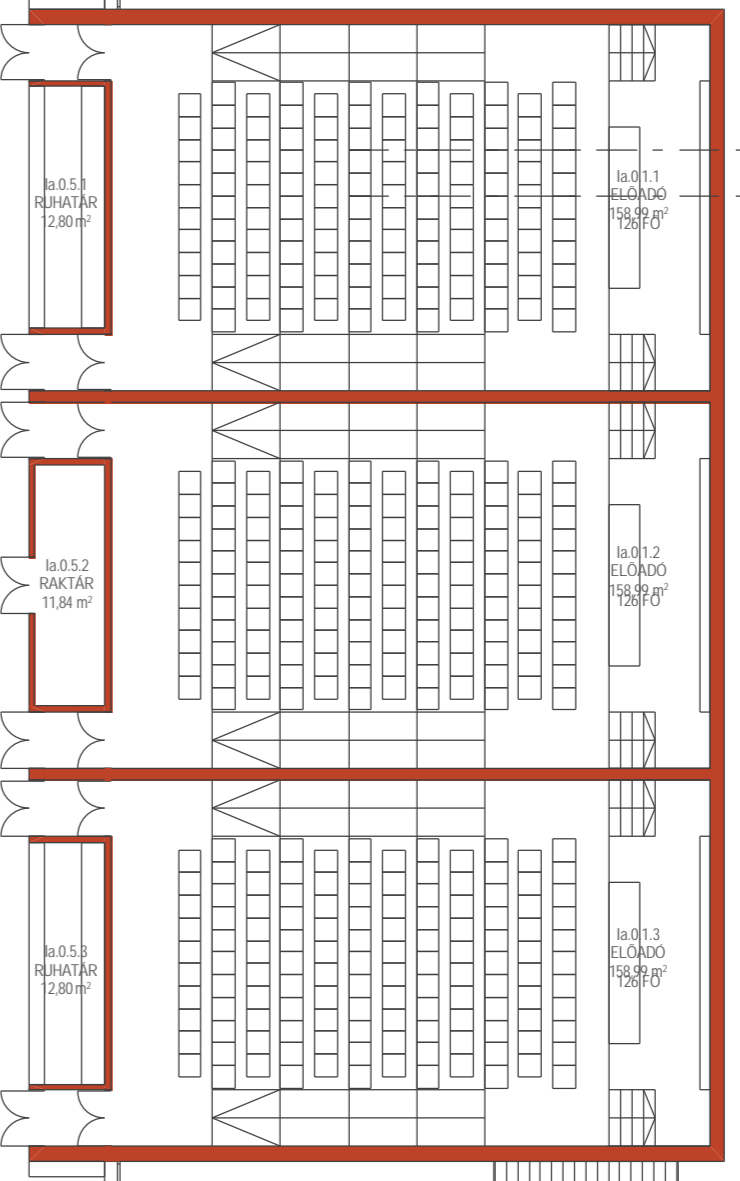 Ia.0.5.1
RUHATÁR
12,80 m²
Ia.0.1.1
ELŐADÓ
158,99 m²
126 FŐ
Ia.0.5.2
RAKTÁR
11,84 m²
Ia.0.1.2
ELŐADÓ
158,99 m²
126 FŐ
Ia.0.5.3
RUHATÁR
12,80 m²
Ia.0.1.3
ELŐADÓ
158,99 m²
126 FŐ